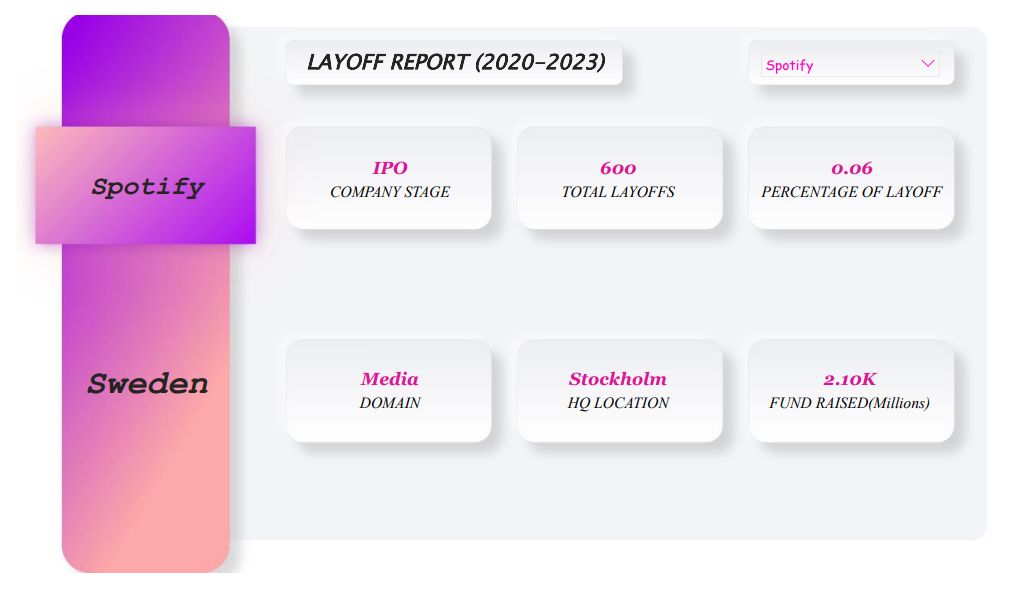 LAYOFF REPORT (2020-2023)
Spotify
Spotify
IPO
COMPANY STAGE
600
TOTAL LAYOFFS
0.06
PERCENTAGE OF LAYOFF
Sweden
Media
DOMAIN
Stockholm
HQ LOCATION
2.10K
FUND RAISED(Millions)